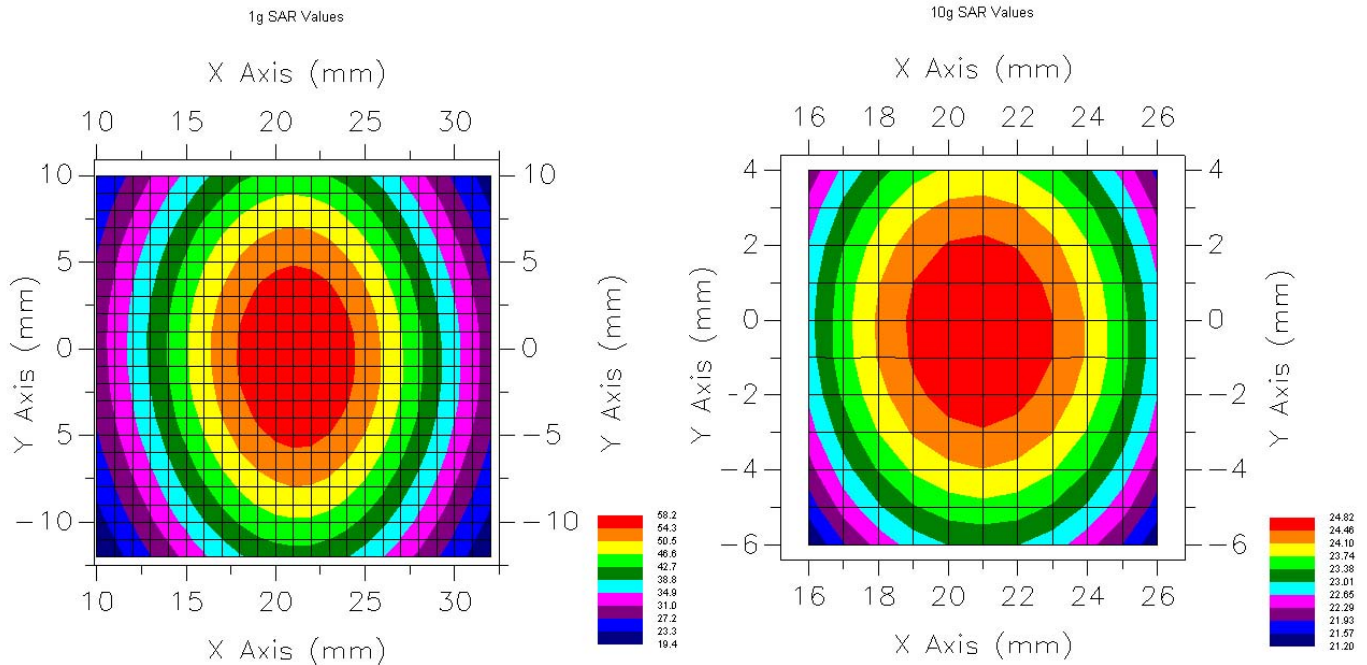 1g SAR Values
X Axis (mm)
10 15 20 25 30
10 10
5 5
0 0
5 -5
-10 -10
Y Axis (mm)
Y Axis (mm)
10 15 20 25 30
X Axis (mm)
58.2
54.3
50.5
46.6
42.7
38.8
34.9
31.0
27.2
23.3
19.4
10g SAR Values
X Axis (mm)
16 18 20 22 24 26
4 4
2 2
0 0
-2 -2
-4 -4
-6 -6
Y Axis (mm)
Y Axis (mm)
16 18 20 22 24 26
X Axis (mm)
24.82
24.46
24.10
23.74
23.38
23.01
22.65
22.29
21.93
21.57
21.20